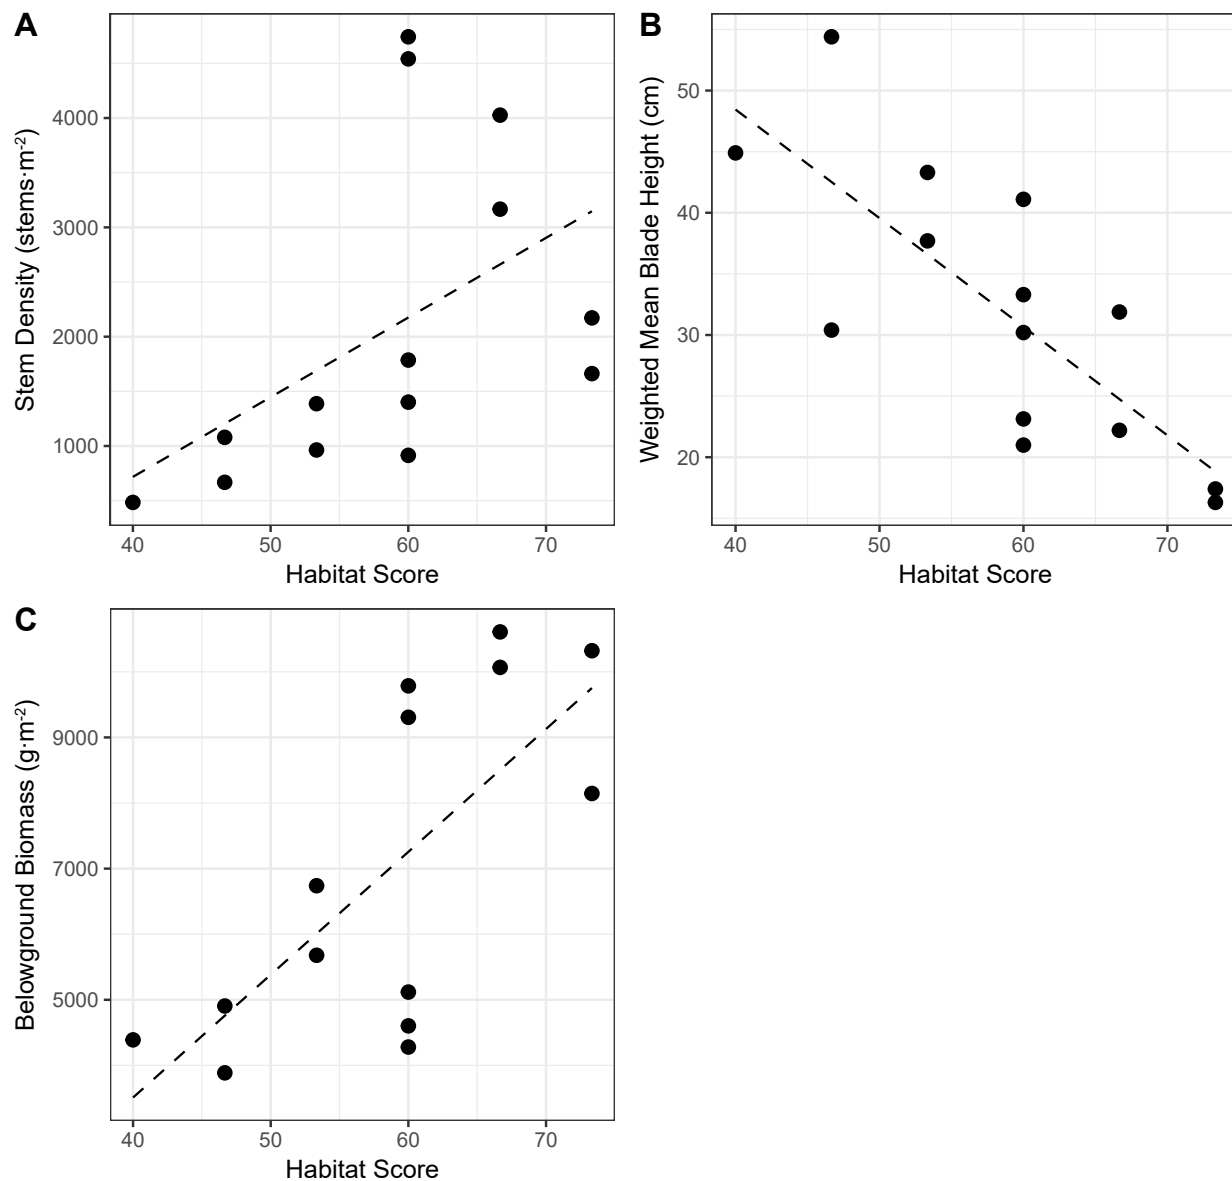 A
Stem Density (stems·m⁻²)
4000
3000
2000
1000
40 50 60 70
Habitat Score
B
Weighted Mean Blade Height (cm)
50
40
30
20
40 50 60 70
Habitat Score
C
Belowground Biomass (g·m⁻²)
9000
7000
5000
40 50 60 70
Habitat Score